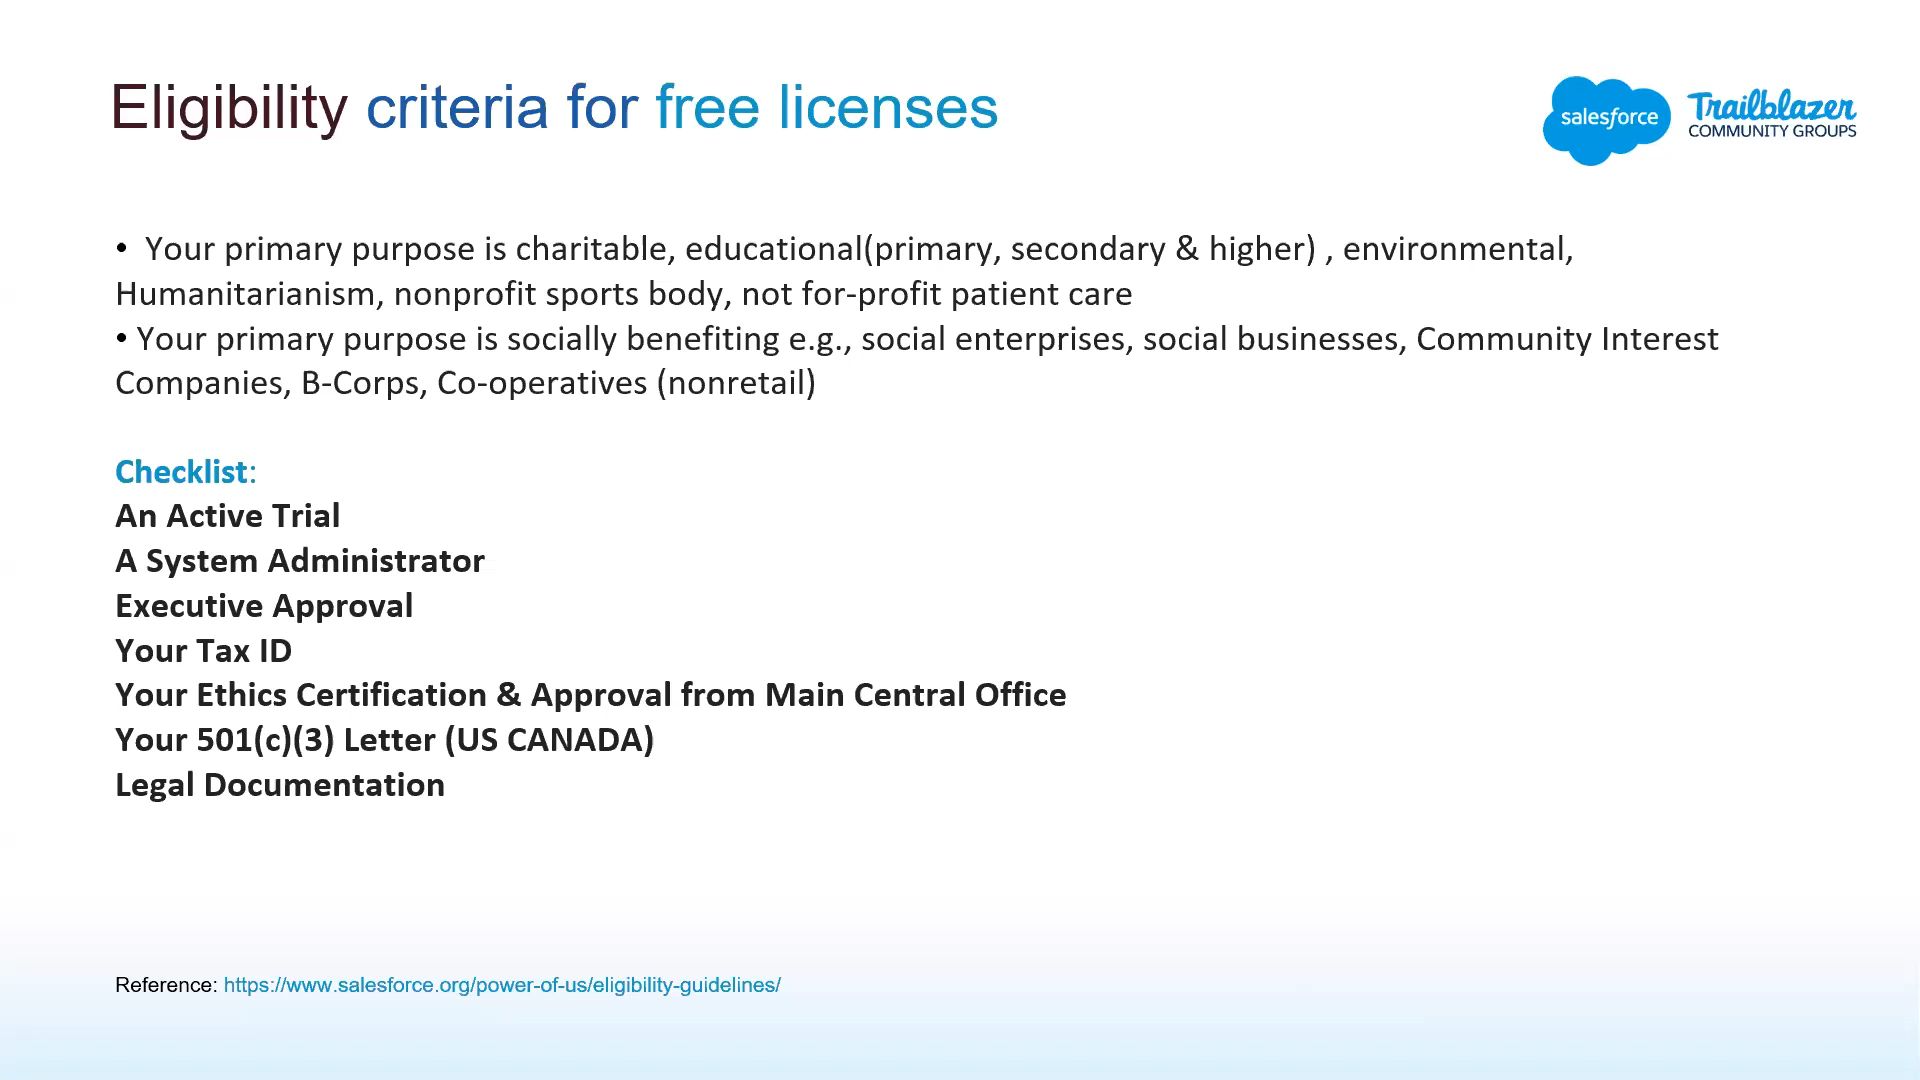 Eligibility criteria for free licenses
salesforce
Trailblazer
COMMUNITY GROUPS
• Your primary purpose is charitable, educational(primary, secondary & higher) , environmental,
Humanitarianism, nonprofit sports body, not for-profit patient care
• Your primary purpose is socially benefiting e.g., social enterprises, social businesses, Community Interest
Companies, B-Corps, Co-operatives (nonretail)
Checklist:
An Active Trial
A System Administrator
Executive Approval
Your Tax ID
Your Ethics Certification & Approval from Main Central Office
Your 501(c)(3) Letter (US CANADA)
Legal Documentation
Reference: https://www.salesforce.org/power-of-us/eligibility-guidelines/